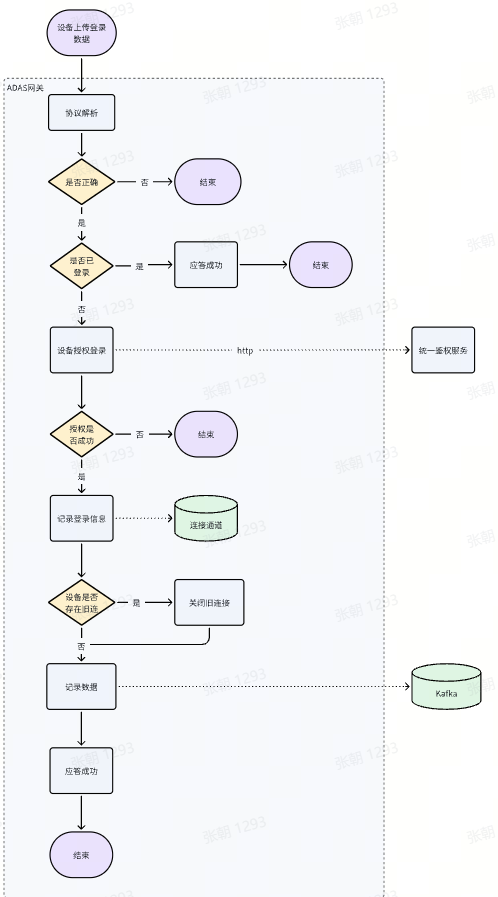 设备上传登录
数据
ADAS网关
协议解析
是否正确
否
结束
是
是否已
登录
是
应答成功
结束
否
设备授权登录
http
统一鉴权服务
授权是
否成功
否
结束
是
记录登录信息
连接通道
设备是否
存在旧连
是
关闭旧连接
否
记录数据
Kafka
应答成功
结束
张朝 1293